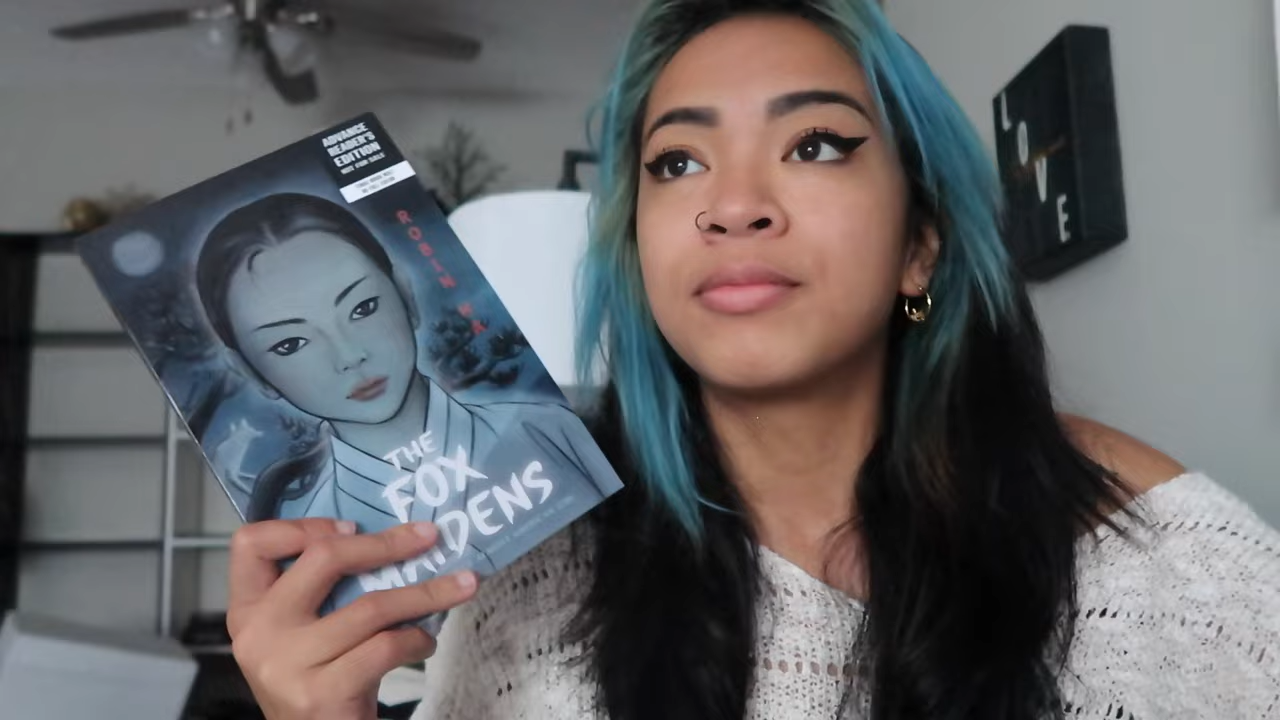 ADVANCE
READER'S
EDITION
NOT FOR SALE
ROBIN HA
THE
FOX
MAIDENS
LOVE